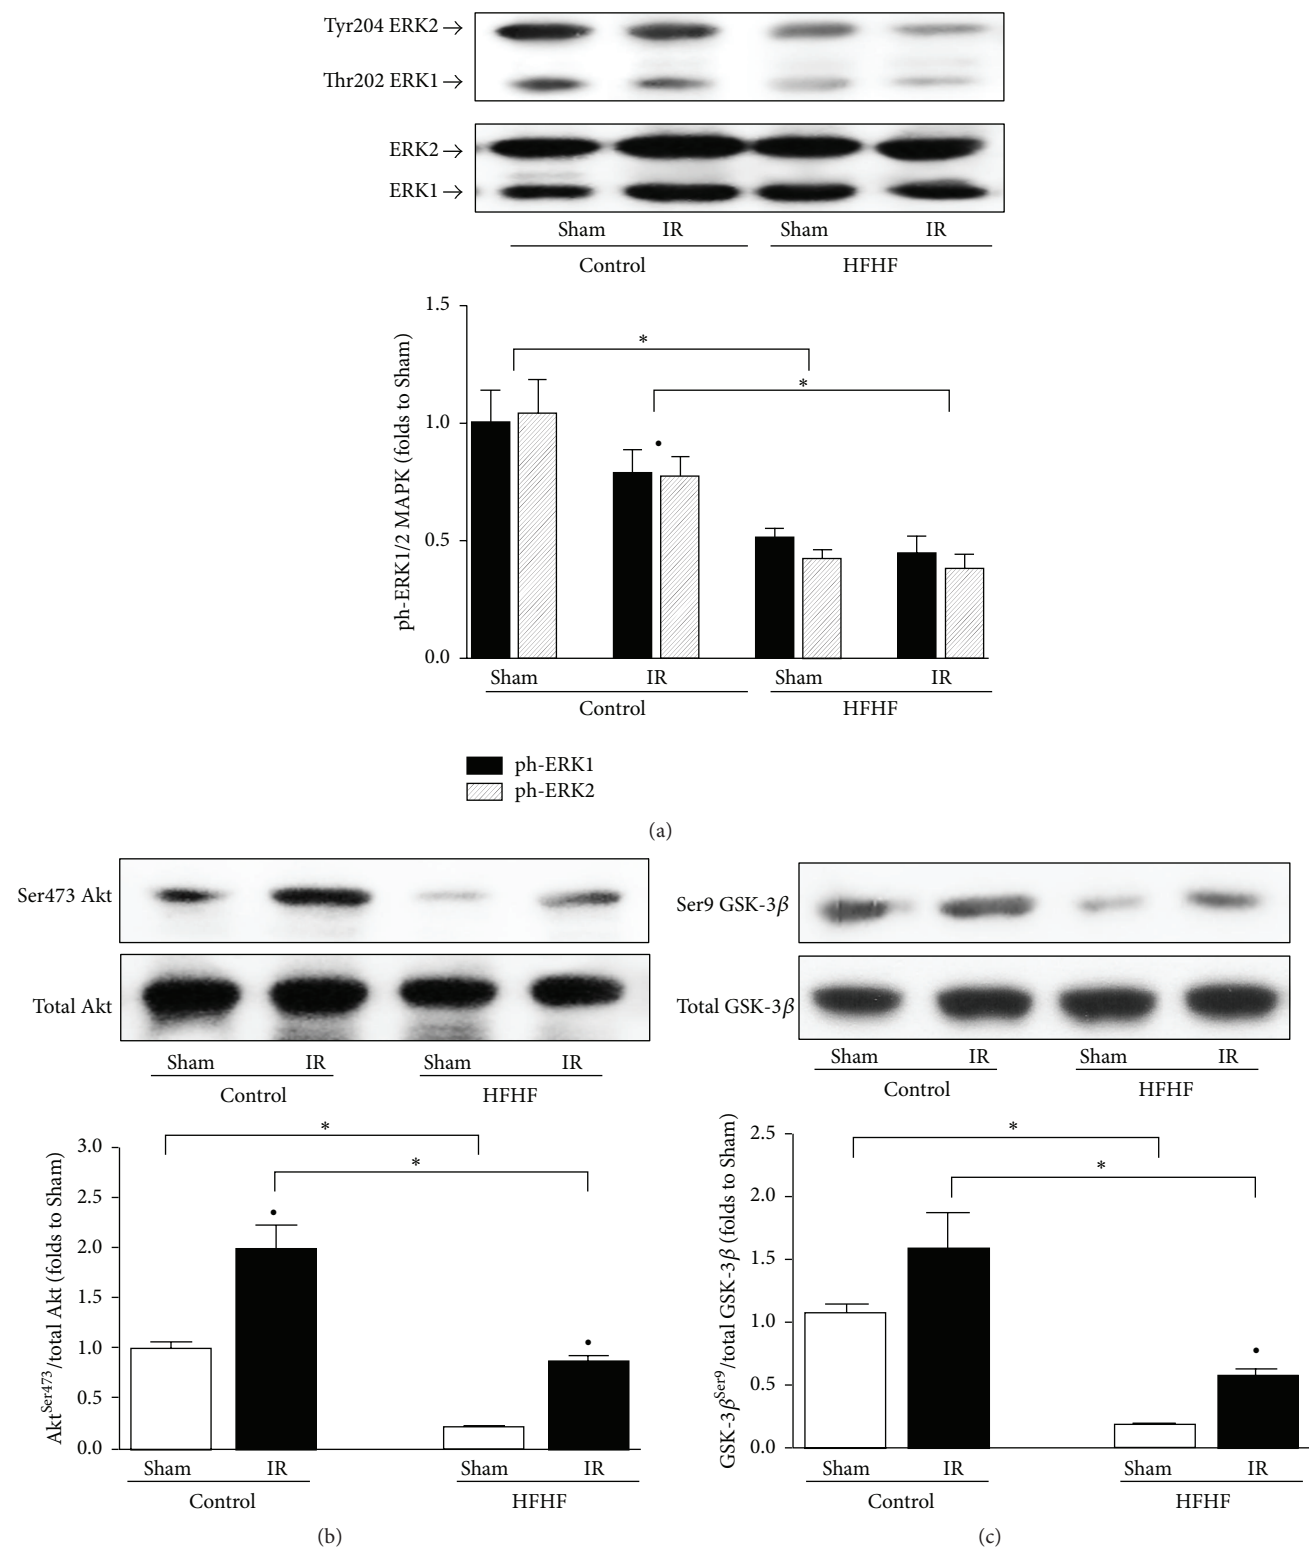 Tyr204 ERK2 →
Thr202 ERK1 →
ERK2 →
ERK1 →
Sham IR Sham IR
Control HFHF
1.5
1.0
0.5
0.0
ph-ERK1/2 MAPK (folds to Sham)
*
*
•
Sham IR Sham IR
Control HFHF
ph-ERK1
ph-ERK2
(a)
Ser473 Akt
Total Akt
Sham IR Sham IR
Control HFHF
3.0
2.5
2.0
1.5
1.0
0.5
0.0
Akt^Ser473/total Akt (folds to Sham)
*
*
•
•
Sham IR Sham IR
Control HFHF
(b)
Ser9 GSK-3β
Total GSK-3β
Sham IR Sham IR
Control HFHF
2.5
2.0
1.5
1.0
0.5
0.0
GSK-3β^Ser9/total GSK-3β (folds to Sham)
*
*
•
Sham IR Sham IR
Control HFHF
(c)